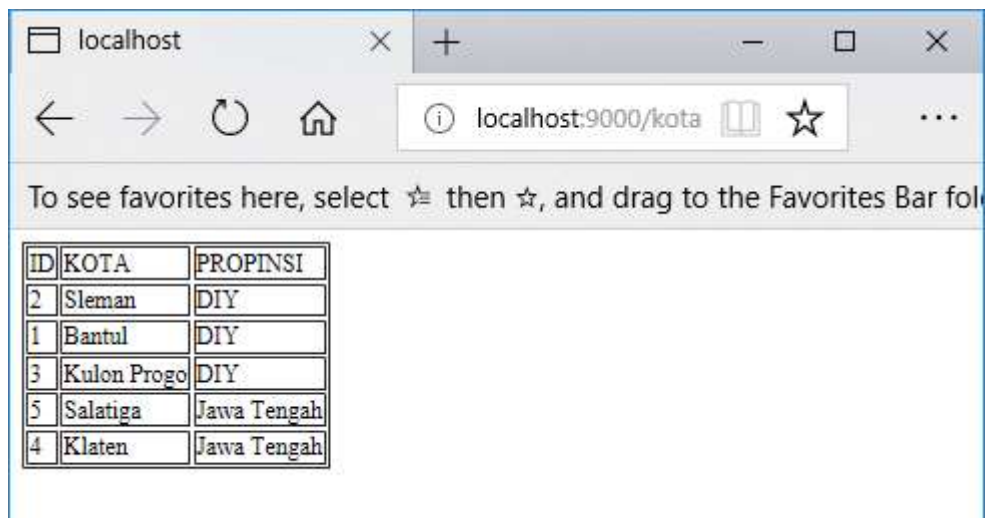 localhost
localhost:9000/kota
To see favorites here, select then , and drag to the Favorites Bar
ID KOTA PROPINSI
2 Sleman DIY
1 Bantul DIY
3 Kulon Progo DIY
5 Salatiga Jawa Tengah
4 Klaten Jawa Tengah